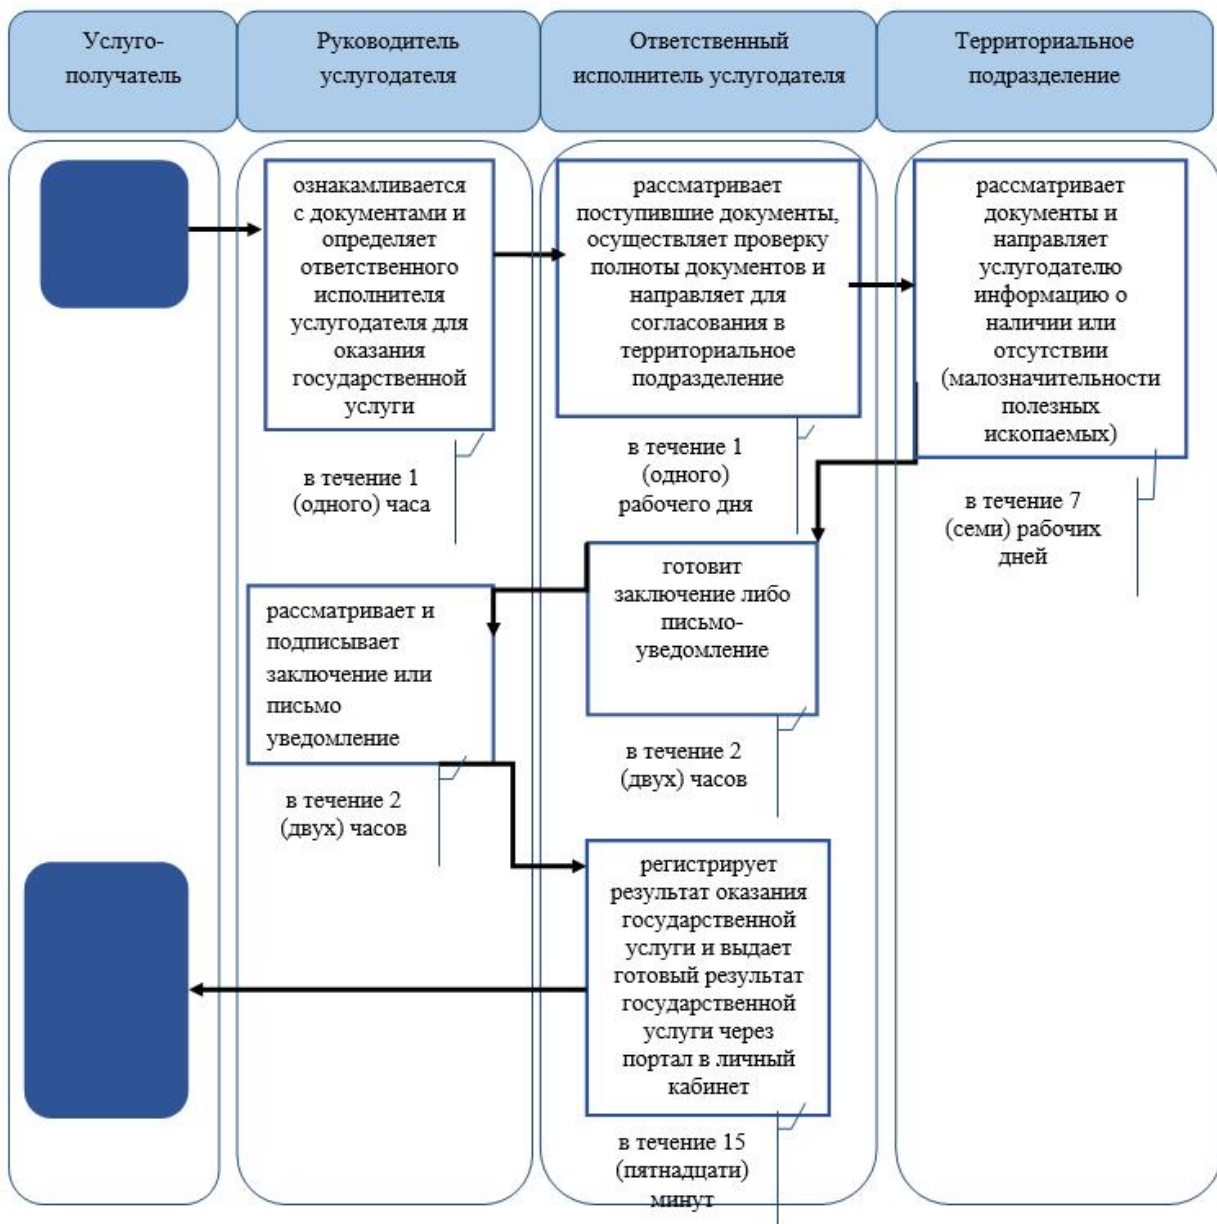 Услуго-
получатель
Руководитель
услугодателя
Ответственный
исполнитель услугодателя
Территориальное
подразделение
ознакамливается
с документами и
определяет
ответственного
исполнителя
услугодателя для
оказания
государственной
услуги
в течение 1
(одного) часа
рассматривает
поступившие документы,
осуществляет проверку
полноты документов и
направляет для
согласования в
территориальное
подразделение
в течение 1
(одного)
рабочего дня
рассматривает
документы и
направляет
услугодателю
информацию о
наличии или
отсутствии
(малозначительности
полезных
ископаемых)
в течение 7
(семи) рабочих
дней
готовит
заключение либо
письмо-
уведомление
в течение 2
(двух) часов
рассматривает и
подписывает
заключение или
письмо
уведомление
в течение 2
(двух) часов
регистрирует
результат оказания
государственной
услуги и выдает
готовый результат
государственной
услуги через
портал в личный
кабинет
в течение 15
(пятнадцати)
минут